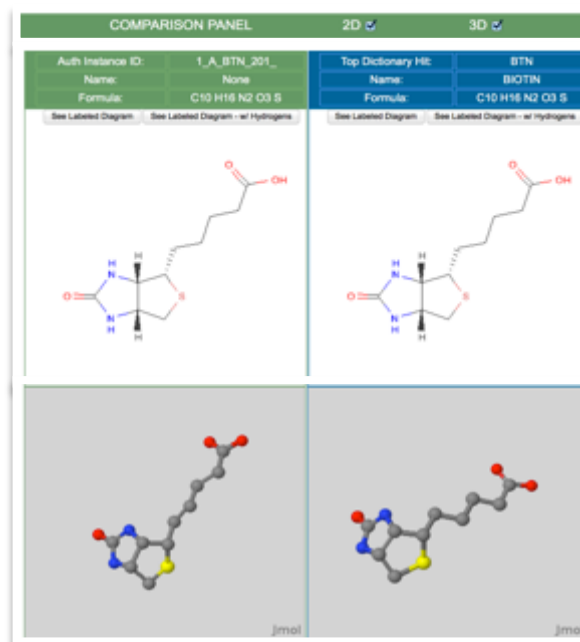 COMPARISON PANEL 2D 3D
Auth Instance ID: 1_A_BTN_201_
Name: None
Formula: C10 H16 N2 O3 S
See Labeled Diagram See Labeled Diagram - w/ Hydrogens
Top Dictionary Hit: BTN
Name: BIOTIN
Formula: C10 H16 N2 O3 S
See Labeled Diagram See Labeled Diagram - w/ Hydrogens
O
OH
H
N
H
O
S
N
H
H
O
OH
H
N
H
O
S
N
H
H
Jmol
Jmol